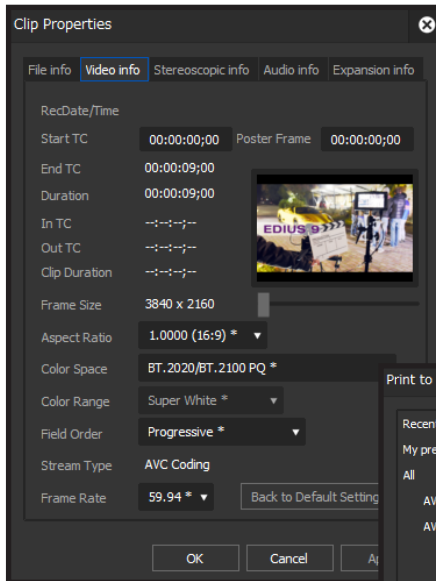 Clip Properties
File info Video info Stereoscopic info Audio info Expansion info
RecDate/Time
Start TC 00:00:00;00 Poster Frame 00:00:00;00
End TC 00:00:09;00
Duration 00:00:09;00
In TC --:--:--;--
Out TC --:--:--;--
Clip Duration --:--:--;--
EDIUS 9
Frame Size 3840 x 2160
Aspect Ratio 1.0000 (16:9) *
Color Space BT.2020/BT.2100 PQ *
Print to
Color Range Super White *
Recent
Field Order Progressive *
My pre
Stream Type AVC Coding
All
Frame Rate 59.94 * Back to Default Setting
AV
AV
OK Cancel Ap